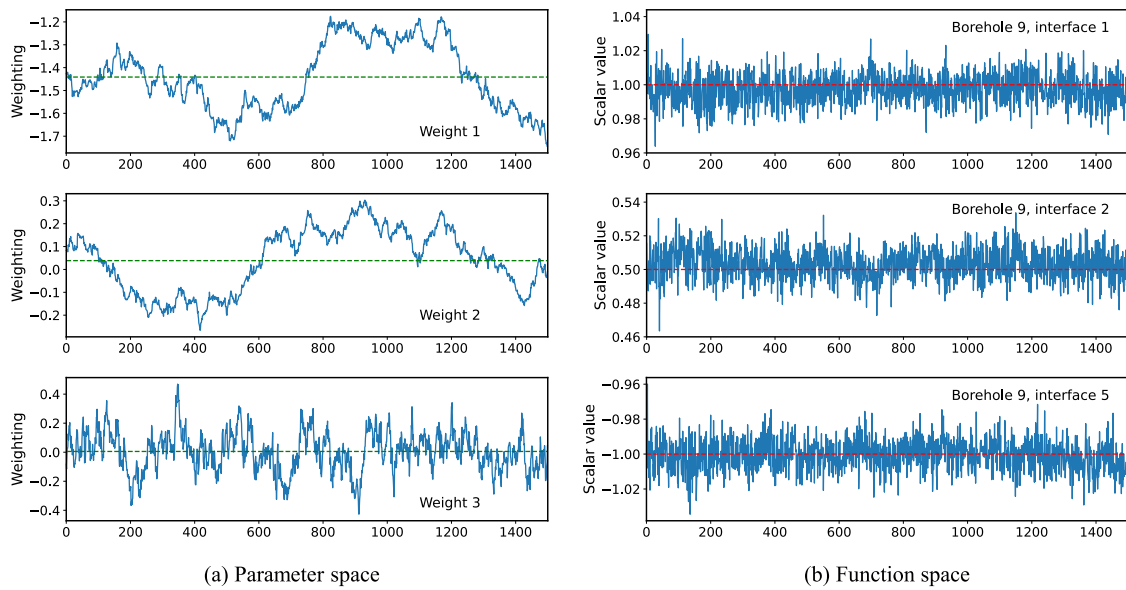 −1.2
−1.3
−1.4
−1.5
−1.6
−1.7
Weighting
Weight 1
0 200 400 600 800 1000 1200 1400
1.04
1.02
1.00
0.98
0.96
Scalar value
Borehole 9, interface 1
0 200 400 600 800 1000 1200 1400
0.3
0.2
0.1
0.0
−0.1
−0.2
Weighting
Weight 2
0 200 400 600 800 1000 1200 1400
0.54
0.52
0.50
0.48
0.46
Scalar value
Borehole 9, interface 2
0 200 400 600 800 1000 1200 1400
0.4
0.2
0.0
−0.2
−0.4
Weighting
Weight 3
0 200 400 600 800 1000 1200 1400
−0.96
−0.98
−1.00
−1.02
Scalar value
Borehole 9, interface 5
0 200 400 600 800 1000 1200 1400
(a) Parameter space
(b) Function space